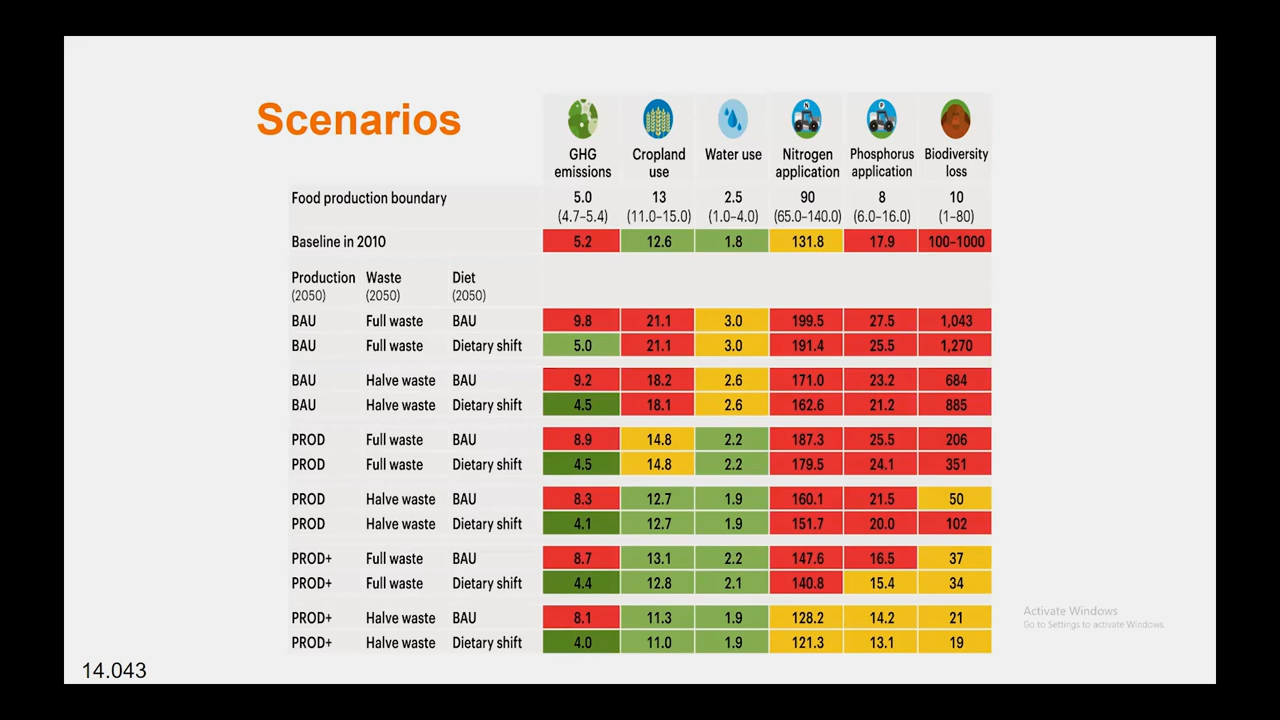 Scenarios
GHG emissions Cropland use Water use Nitrogen application Phosphorus application Biodiversity loss
Food production boundary 5.0 13 2.5 90 8 10
(4.7–5.4) (11.0–15.0) (1.0–4.0) (65.0–140.0) (6.0–16.0) (1–80)
Baseline in 2010 5.2 12.6 1.8 131.8 17.9 100–1000
Production Waste Diet
(2050) (2050) (2050)
BAU Full waste BAU 9.8 21.1 3.0 199.5 27.5 1,043
BAU Full waste Dietary shift 5.0 21.1 3.0 191.4 25.5 1,270
BAU Halve waste BAU 9.2 18.2 2.6 171.0 23.2 684
BAU Halve waste Dietary shift 4.5 18.1 2.6 162.6 21.2 885
PROD Full waste BAU 8.9 14.8 2.2 187.3 25.5 206
PROD Full waste Dietary shift 4.5 14.8 2.2 179.5 24.1 351
PROD Halve waste BAU 8.3 12.7 1.9 160.1 21.5 50
PROD Halve waste Dietary shift 4.1 12.7 1.9 151.7 20.0 102
PROD+ Full waste BAU 8.7 13.1 2.2 147.6 16.5 37
PROD+ Full waste Dietary shift 4.4 12.8 2.1 140.8 15.4 34
PROD+ Halve waste BAU 8.1 11.3 1.9 128.2 14.2 21
PROD+ Halve waste Dietary shift 4.0 11.0 1.9 121.3 13.1 19
Activate Windows
Go to Settings to activate Windows.
14.043